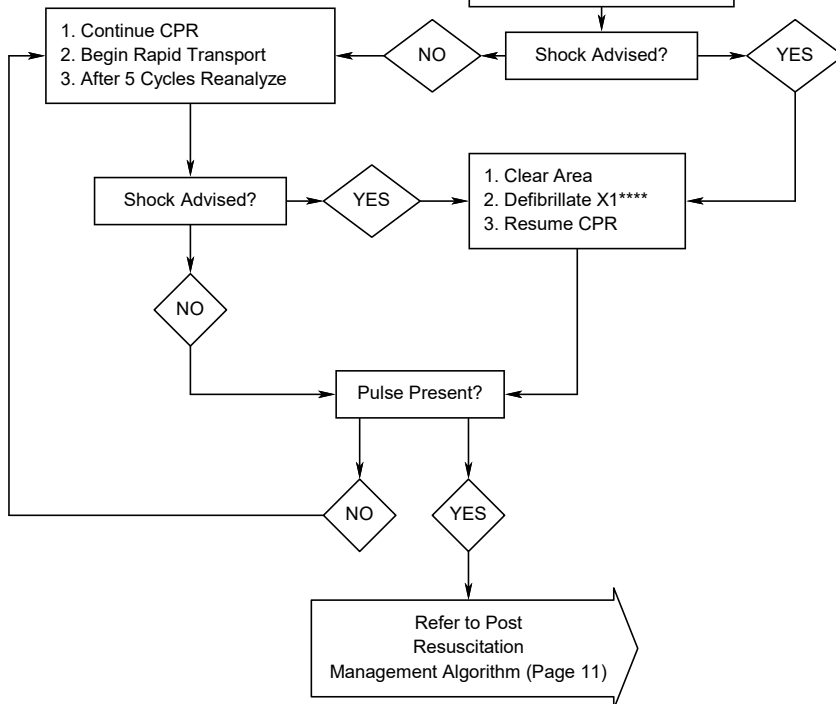 1. Continue CPR
2. Begin Rapid Transport
3. After 5 Cycles Reanalyze
NO
Shock Advised?
YES
Shock Advised?
YES
1. Clear Area
2. Defibrillate X1****
3. Resume CPR
NO
Pulse Present?
NO
YES
Refer to Post
Resuscitation
Management Algorithm (Page 11)